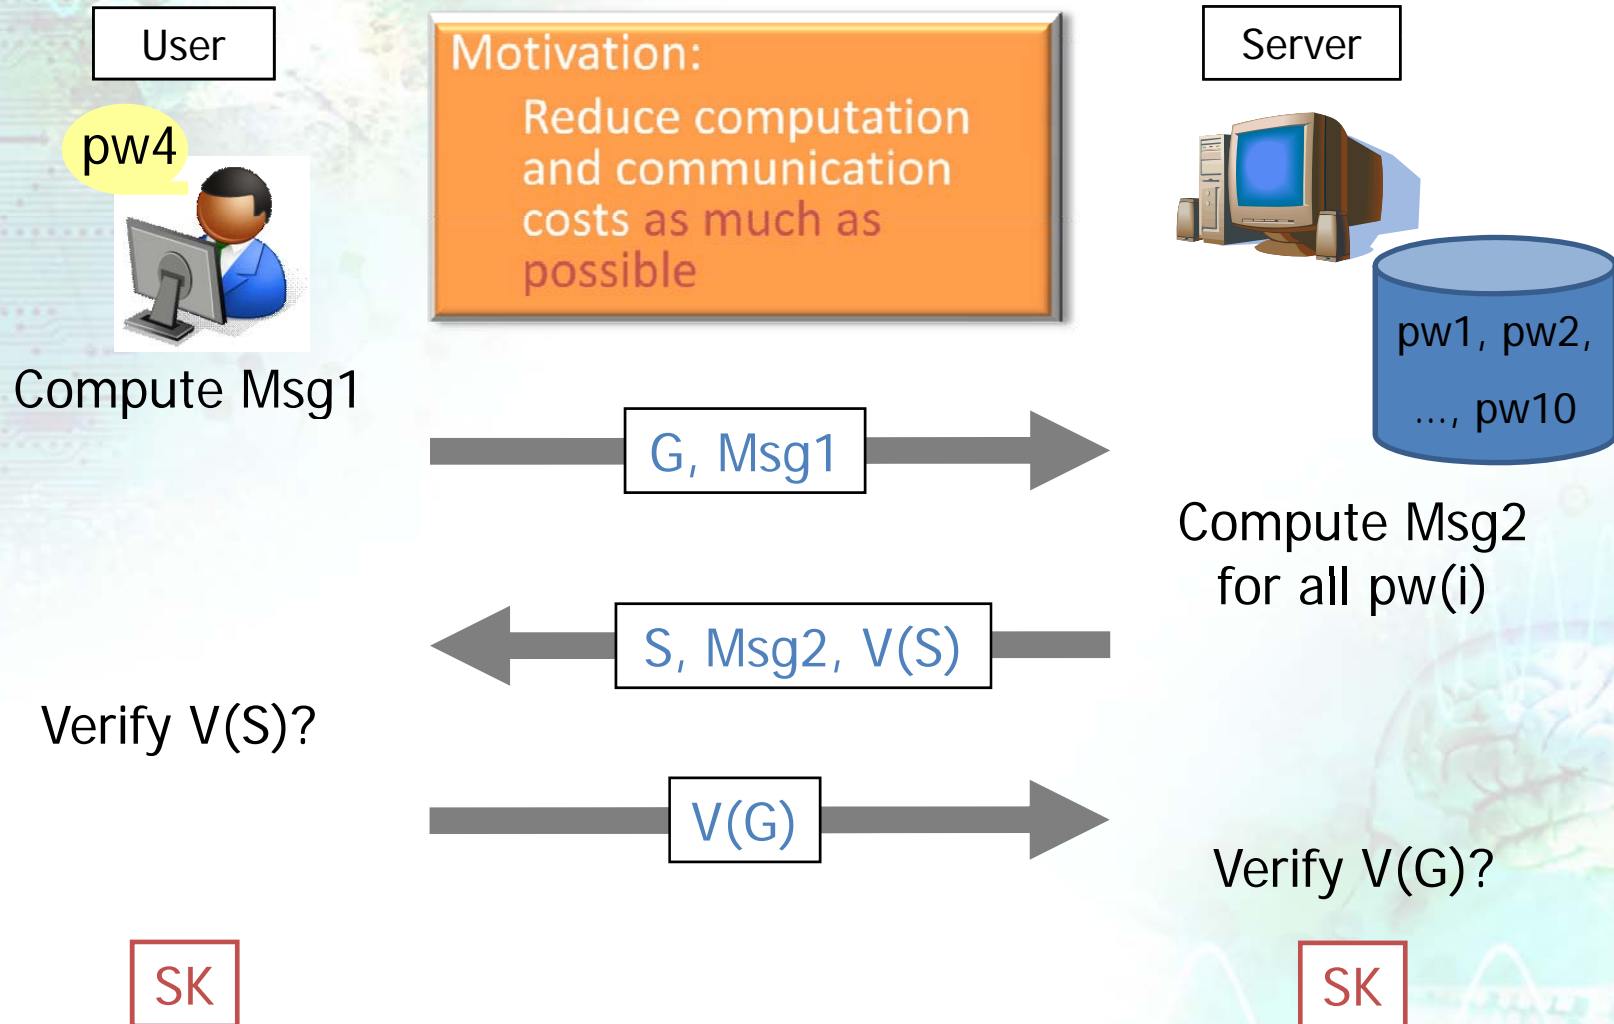 User
Motivation:
Reduce computation
and communication
costs as much as
possible
Server
pw4
pw1, pw2,
..., pw10
Compute Msg1
G, Msg1
Compute Msg2
for all pw(i)
S, Msg2, V(S)
Verify V(S)?
V(G)
Verify V(G)?
SK
SK